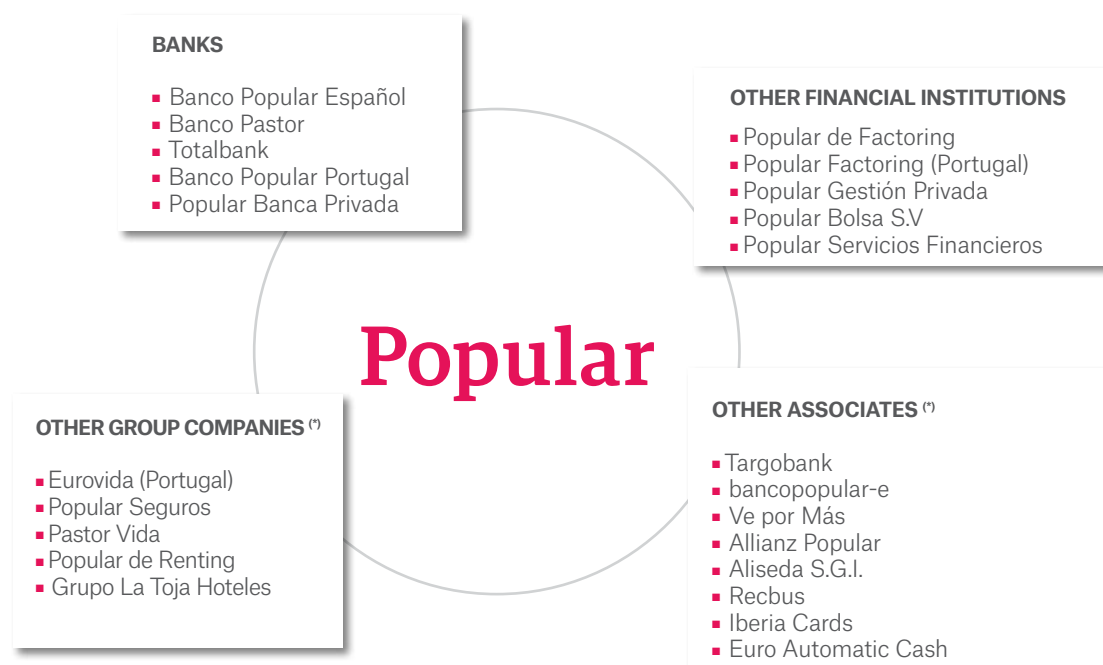 BANKS
▪ Banco Popular Español
▪ Banco Pastor
▪ Totalbank
▪ Banco Popular Portugal
▪ Popular Banca Privada
OTHER FINANCIAL INSTITUTIONS
▪ Popular de Factoring
▪ Popular Factoring (Portugal)
▪ Popular Gestión Privada
▪ Popular Bolsa S.V
▪ Popular Servicios Financieros
Popular
OTHER GROUP COMPANIES (*)
▪ Eurovida (Portugal)
▪ Popular Seguros
▪ Pastor Vida
▪ Popular de Renting
▪ Grupo La Toja Hoteles
OTHER ASSOCIATES (*)
▪ Targobank
▪ bancopopular-e
▪ Ve por Más
▪ Allianz Popular
▪ Aliseda S.G.I.
▪ Recbus
▪ Iberia Cards
▪ Euro Automatic Cash